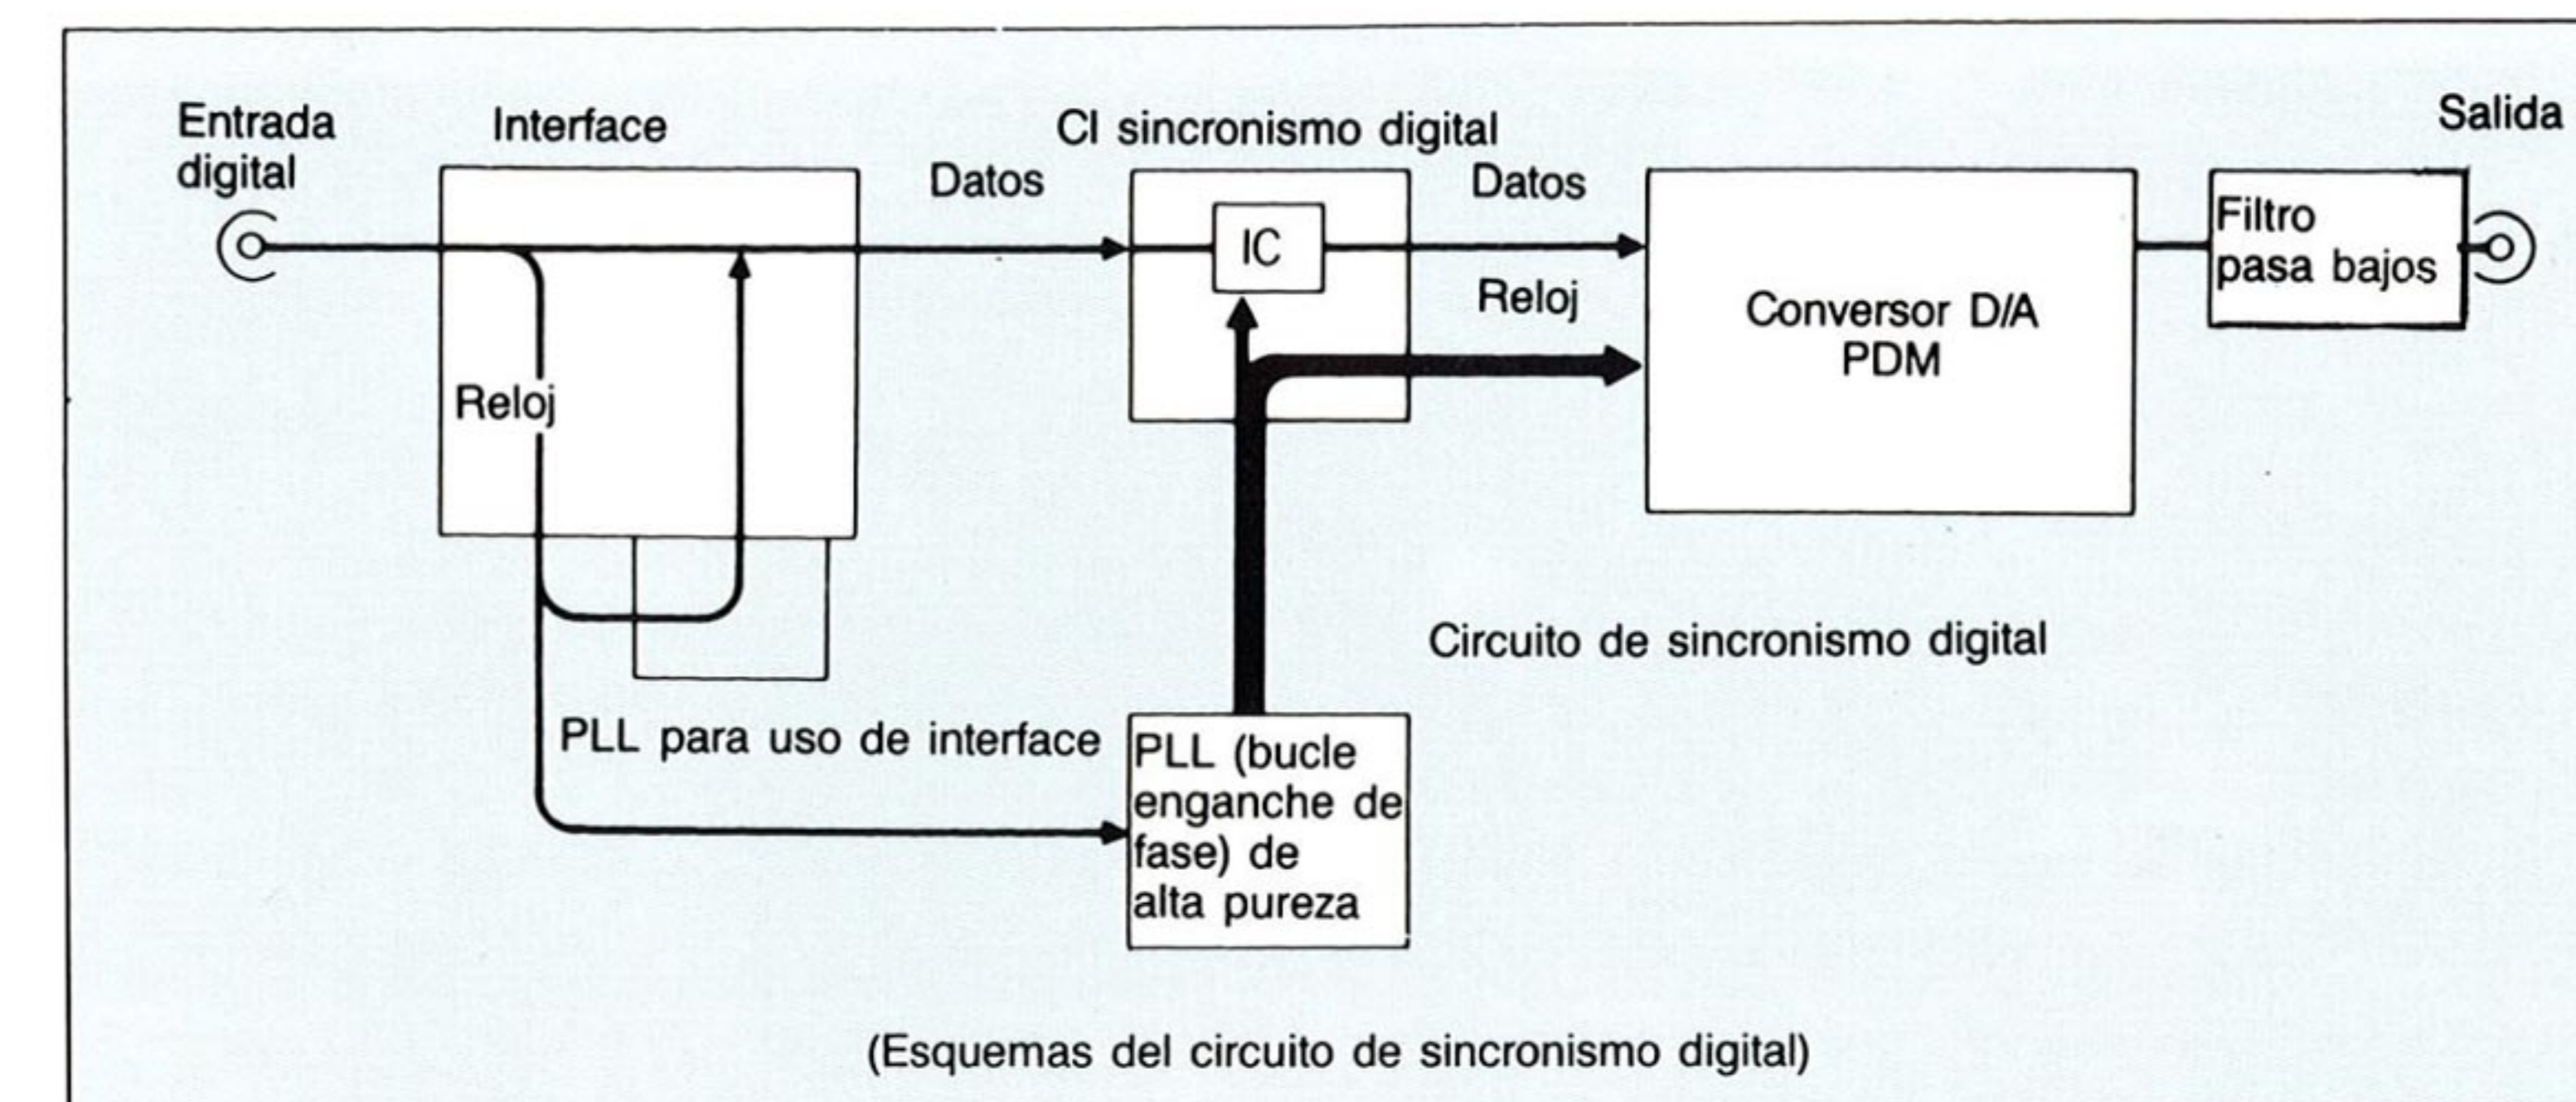 Entrada
digital
Interface
Datos
CI sincronismo digital
Datos
Salida
IC
Reloj
Reloj
Conversor D/A
PDM
Filtro
pasa bajos
Circuito de sincronismo digital
PLL para uso de interface
PLL (bucle
enganche de
fase) de
alta pureza
(Esquemas del circuito de sincronismo digital)